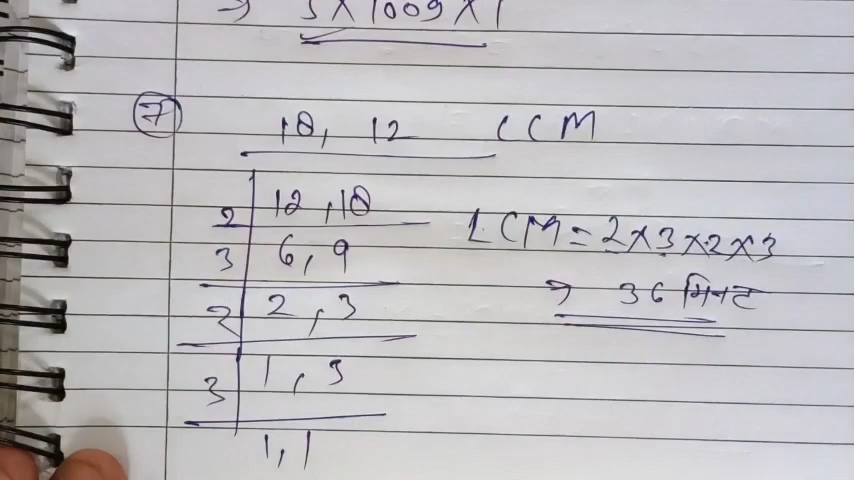 → 3×1009×1
7 18, 12 LCM
2 12, 18
3 6, 9 LCM = 2×3×2×3
2 2, 3 → 36 मिनट
3 1, 3
1, 1